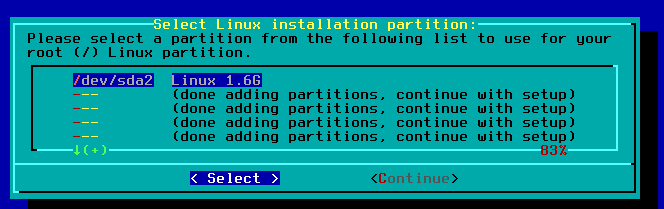 Select Linux installation partition:
Please select a partition from the following list to use for your
root (/) Linux partition.
/dev/sda2 Linux 1.6G
--- (done adding partitions, continue with setup)
--- (done adding partitions, continue with setup)
--- (done adding partitions, continue with setup)
--- (done adding partitions, continue with setup)
↓(+) 83%
< Select > <Continue>